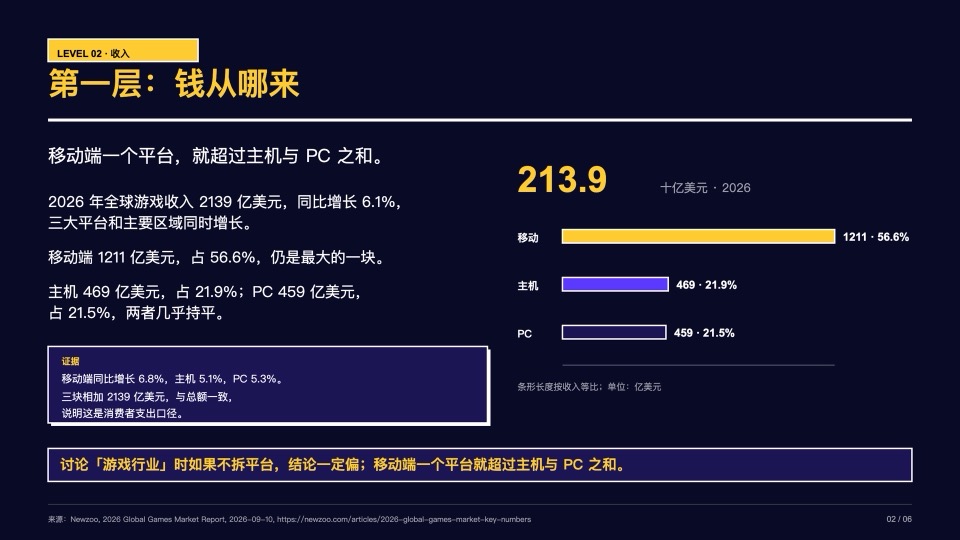 LEVEL 02 · 收入
第一层：钱从哪来
移动端一个平台，就超过主机与 PC 之和。
2026 年全球游戏收入 2139 亿美元，同比增长 6.1%，
三大平台和主要区域同时增长。
移动端 1211 亿美元，占 56.6%，仍是最大的一块。
主机 469 亿美元，占 21.9%；PC 459 亿美元，
占 21.5%，两者几乎持平。
证据
移动端同比增长 6.8%，主机 5.1%，PC 5.3%。
三块相加 2139 亿美元，与总额一致，
说明这是消费者支出口径。
213.9
十亿美元 · 2026
移动
1211 · 56.6%
主机
469 · 21.9%
PC
459 · 21.5%
条形长度按收入等比；单位：亿美元
讨论「游戏行业」时如果不拆平台，结论一定偏；移动端一个平台就超过主机与 PC 之和。
来源：Newzoo, 2026 Global Games Market Report, 2026-09-10, https://newzoo.com/articles/2026-global-games-market-key-numbers
02 / 06